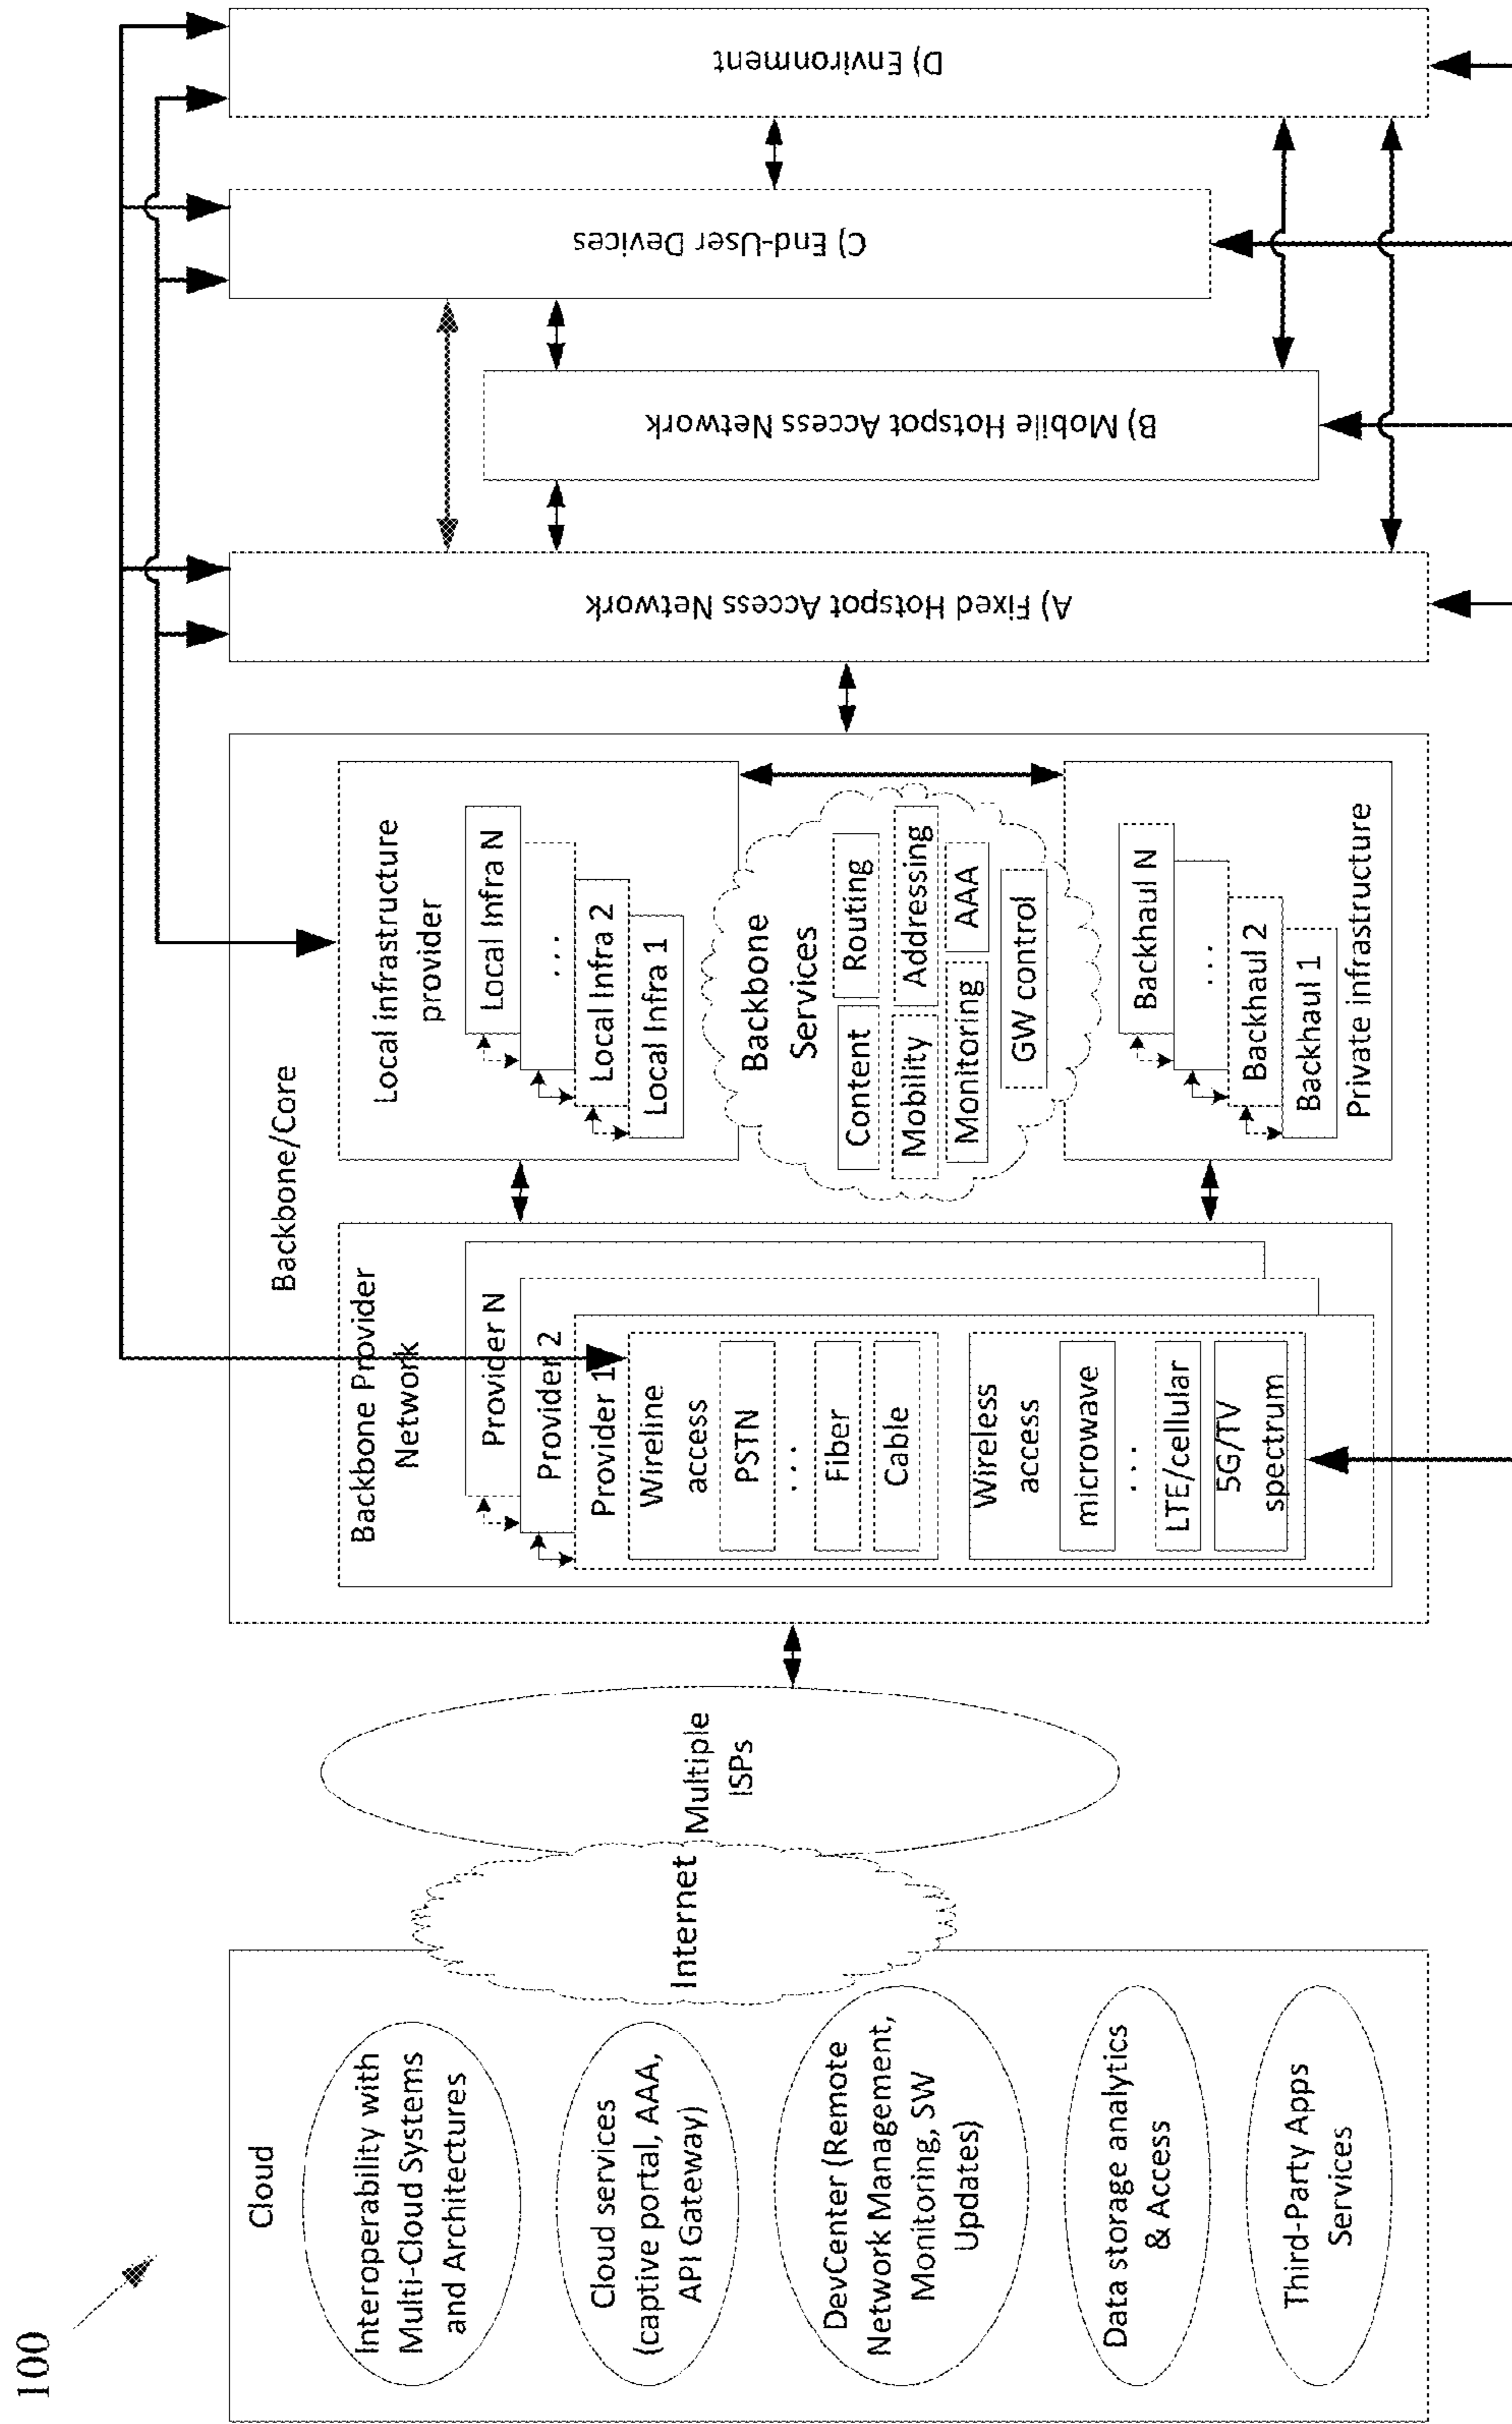 100
Cloud
Interoperability with
Multi-Cloud Systems
and Architectures
Cloud services
(captive portal, AAA,
API Gateway)
DevCenter (Remote
Network Management,
Monitoring, SW
Updates)
Data storage analytics
& Access
Third-Party Apps
Services
Internet
Multiple
ISPs
Backbone/Core
Backbone Provider
Network
Provider N
Provider 2
Provider 1
Wireline
access
PSTN
...
Fiber
Cable
Wireless
access
microwave
...
LTE/cellular
5G/TV
spectrum
Local infrastructure
provider
Local Infra N
...
Local Infra 2
Local Infra 1
Backbone
Services
Content
Routing
Mobility
Addressing
Monitoring
AAA
GW control
Backhaul N
...
Backhaul 2
Backhaul 1
Private infrastructure
A) Fixed Hotspot Access Network
B) Mobile Hotspot Access Network
C) End-User Devices
D) Environment